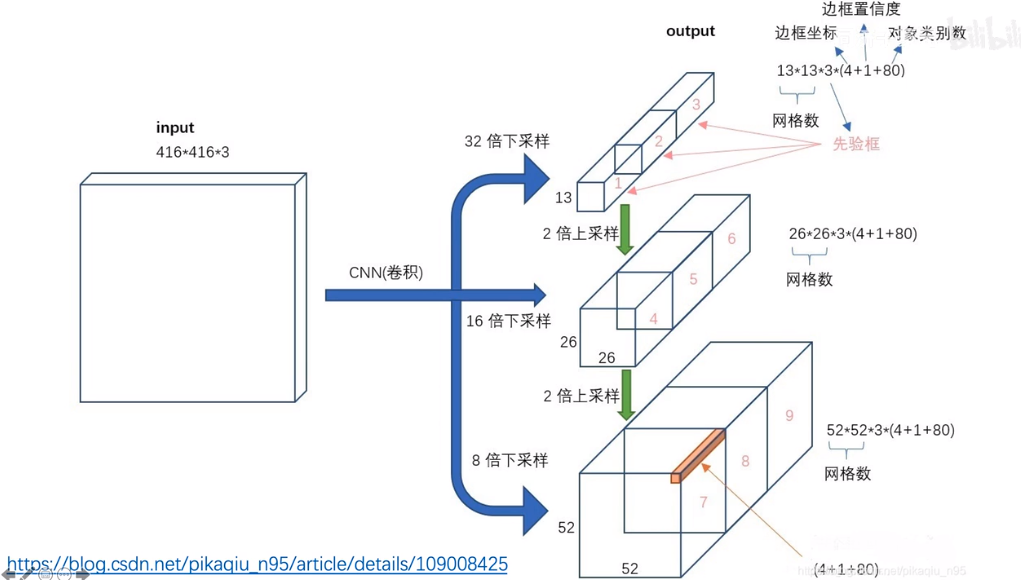 边框置信度
output
边框坐标
对象类别数
bilibili
13*13*3*(4+1+80)
3
网格数
input
416*416*3
32 倍下采样
2
先验框
1
13
2 倍上采样
6
26*26*3*(4+1+80)
CNN(卷积)
5
网格数
16 倍下采样
4
26
26
2 倍上采样
9
52*52*3*(4+1+80)
8 倍下采样
8
网格数
7
52
https://blog.csdn.net/pikaqiu_n95/article/details/109008425
52
(4+1+80)